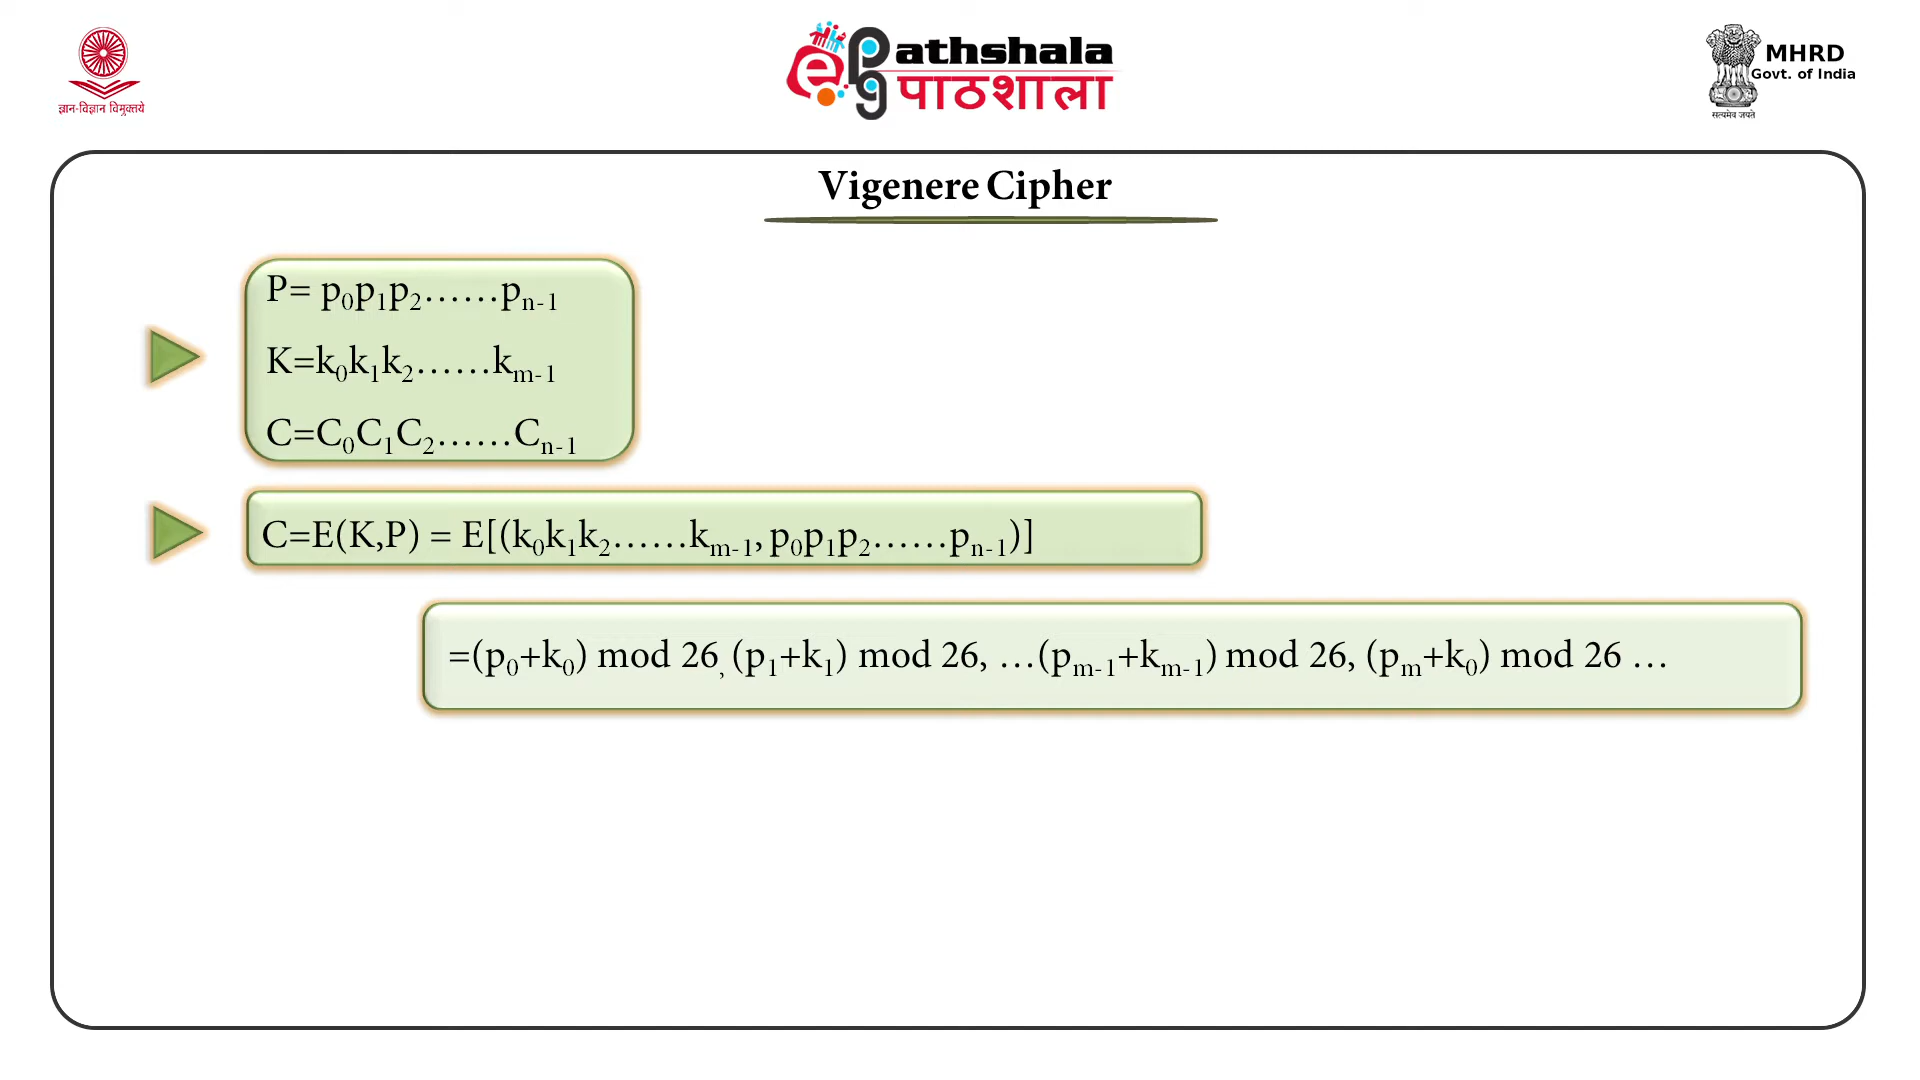 ज्ञान-विज्ञान विमुक्तये
e PG athshala
पाठशाला
MHRD
Govt. of India
सत्यमेव जयते
Vigenere Cipher
P= p₀p₁p₂……pₙ₋₁
K=k₀k₁k₂……kₘ₋₁
C=C₀C₁C₂……Cₙ₋₁
C=E(K,P) = E[(k₀k₁k₂……kₘ₋₁, p₀p₁p₂……pₙ₋₁)]
=(p₀+k₀) mod 26, (p₁+k₁) mod 26, …(pₘ₋₁+kₘ₋₁) mod 26, (pₘ+k₀) mod 26 …